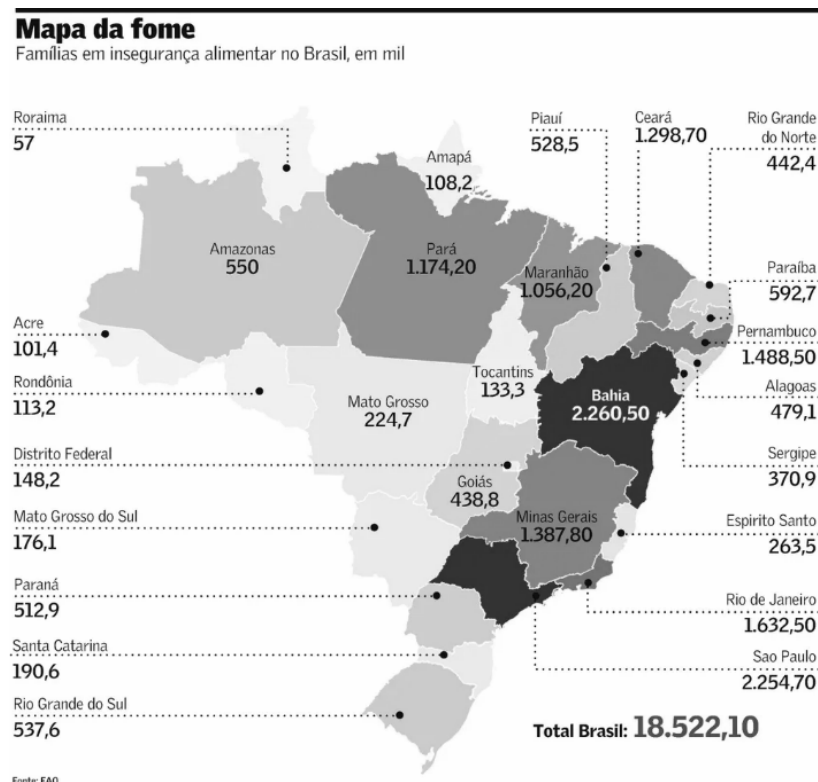 Mapa da fome
Famílias em insegurança alimentar no Brasil, em mil
Roraima
57
Amapá
108,2
Piauí
528,5
Ceará
1.298,70
Rio Grande
do Norte
442,4
Amazonas
550
Pará
1.174,20
Maranhão
1.056,20
Paraíba
592,7
Acre
101,4
Pernambuco
1.488,50
Rondônia
113,2
Mato Grosso
224,7
Tocantins
133,3
Bahia
2.260,50
Alagoas
479,1
Distrito Federal
148,2
Goiás
438,8
Sergipe
370,9
Mato Grosso do Sul
176,1
Minas Gerais
1.387,80
Espirito Santo
263,5
Paraná
512,9
Rio de Janeiro
1.632,50
Santa Catarina
190,6
Sao Paulo
2.254,70
Rio Grande do Sul
537,6
Total Brasil: 18.522,10
Fonte: FAO